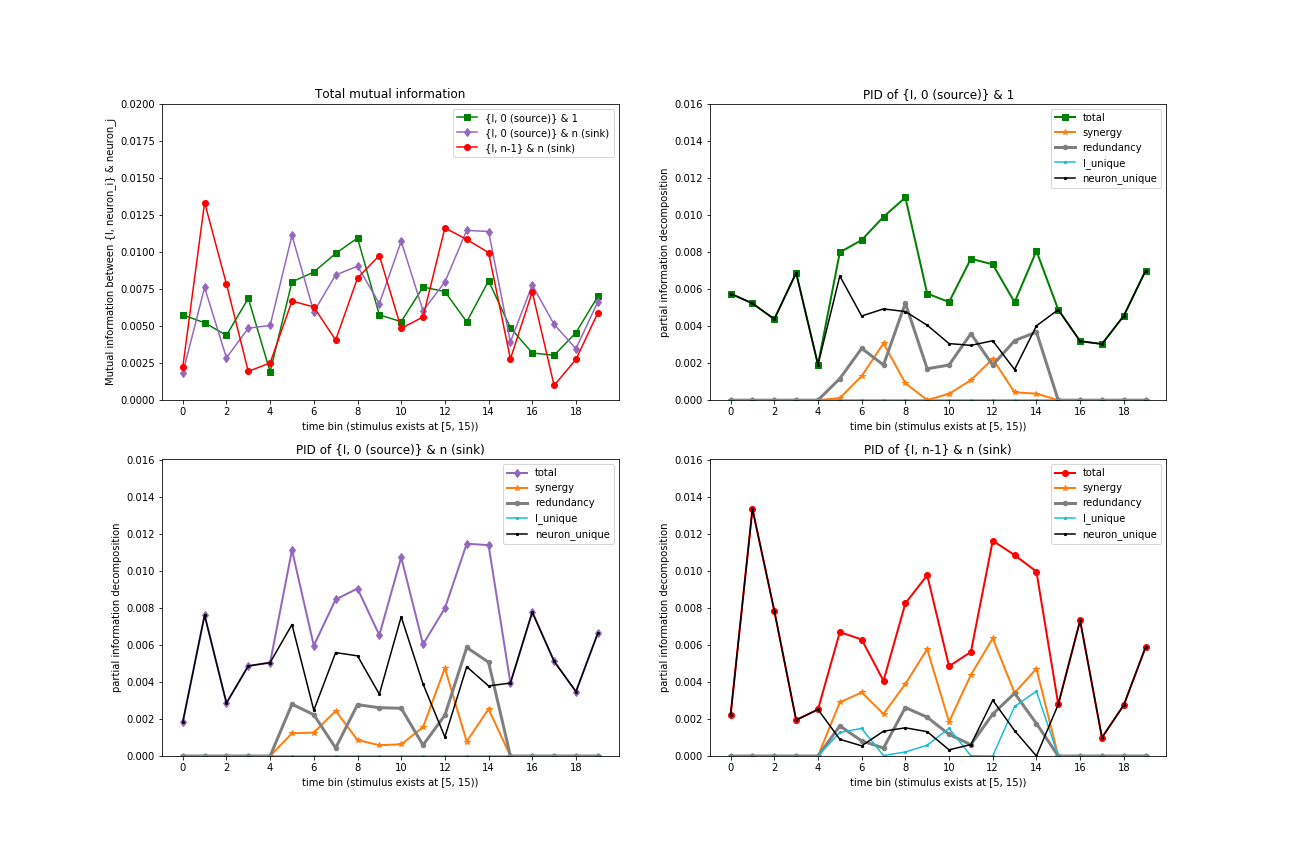 Total mutual information
Mutual information between {I, neuron_i} & neuron_j
0.0200
0.0175
0.0150
0.0125
0.0100
0.0075
0.0050
0.0025
0.0000
{I, 0 (source)} & 1
{I, 0 (source)} & n (sink)
{I, n-1} & n (sink)
0 2 4 6 8 10 12 14 16 18
time bin (stimulus exists at [5, 15))
PID of {I, 0 (source)} & 1
partial information decomposition
0.016
0.014
0.012
0.010
0.008
0.006
0.004
0.002
0.000
total
synergy
redundancy
I_unique
neuron_unique
0 2 4 6 8 10 12 14 16 18
time bin (stimulus exists at [5, 15))
PID of {I, 0 (source)} & n (sink)
partial information decomposition
0.016
0.014
0.012
0.010
0.008
0.006
0.004
0.002
0.000
total
synergy
redundancy
I_unique
neuron_unique
0 2 4 6 8 10 12 14 16 18
time bin (stimulus exists at [5, 15))
PID of {I, n-1} & n (sink)
partial information decomposition
0.016
0.014
0.012
0.010
0.008
0.006
0.004
0.002
0.000
total
synergy
redundancy
I_unique
neuron_unique
0 2 4 6 8 10 12 14 16 18
time bin (stimulus exists at [5, 15))